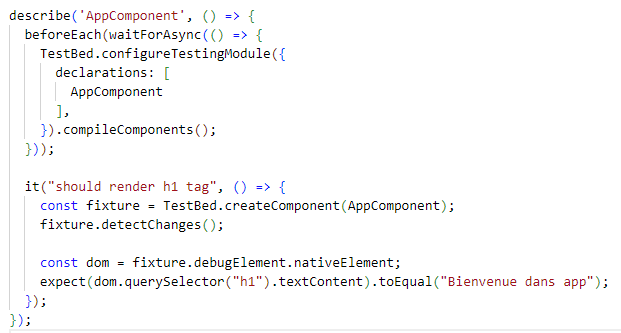 describe('AppComponent', () => {
beforeEach(waitForAsync(() => {
TestBed.configureTestingModule({
declarations: [
AppComponent
],
}).compileComponents();
}));
it("should render h1 tag", () => {
const fixture = TestBed.createComponent(AppComponent);
fixture.detectChanges();
const dom = fixture.debugElement.nativeElement;
expect(dom.querySelector("h1").textContent).toEqual("Bienvenue dans app");
});
});